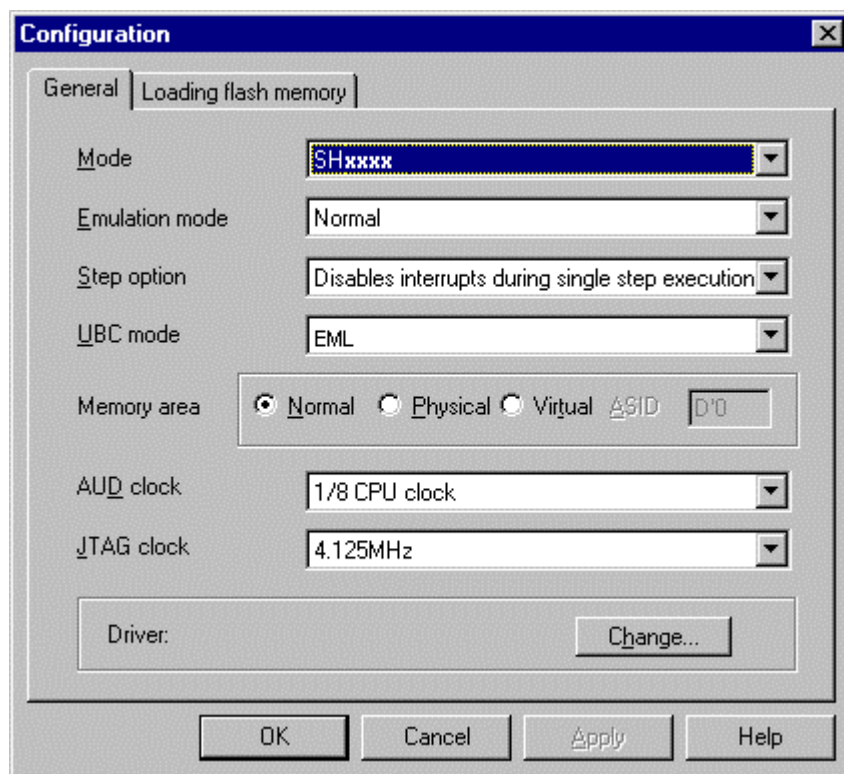 Configuration
General Loading flash memory
Mode SHxxxx
Emulation mode Normal
Step option Disables interrupts during single step execution
UBC mode EML
Memory area Normal Physical Virtual ASID D'0
AUD clock 1/8 CPU clock
JTAG clock 4.125MHz
Driver: Change...
OK Cancel Apply Help